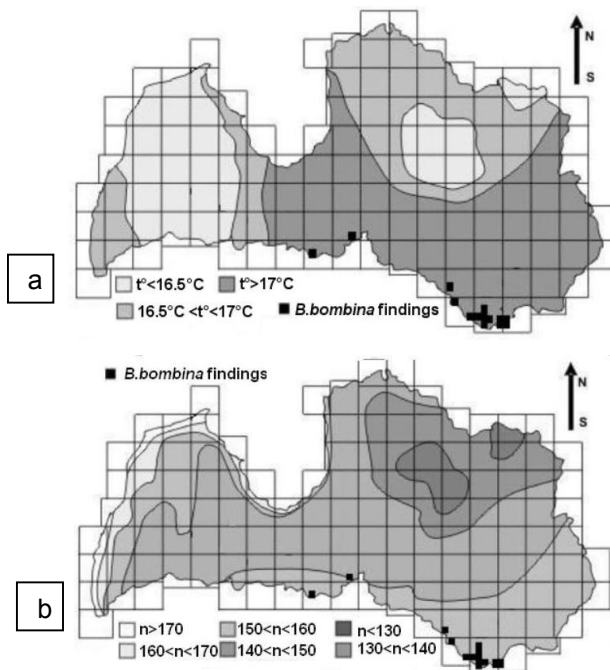 N
S
a
t°<16.5°C
t°>17°C
16.5°C <t°<17°C
B.bombina findings
B.bombina findings
N
S
b
n>170
150<n<160
n<130
160<n<170
140<n<150
130<n<140